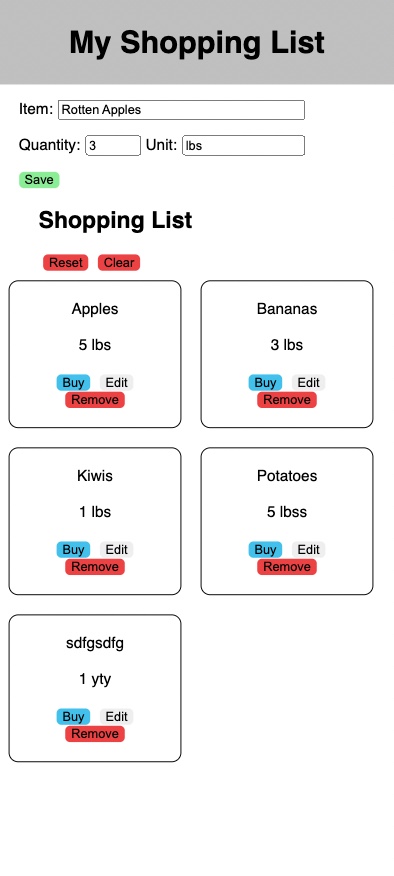 My Shopping List
Item: Rotten Apples
Quantity: 3 Unit: lbs
Save
Shopping List
Reset Clear
Apples
5 lbs
Buy Edit
Remove
Bananas
3 lbs
Buy Edit
Remove
Kiwis
1 lbs
Buy Edit
Remove
Potatoes
5 lbss
Buy Edit
Remove
sdfgsdfg
1 yty
Buy Edit
Remove